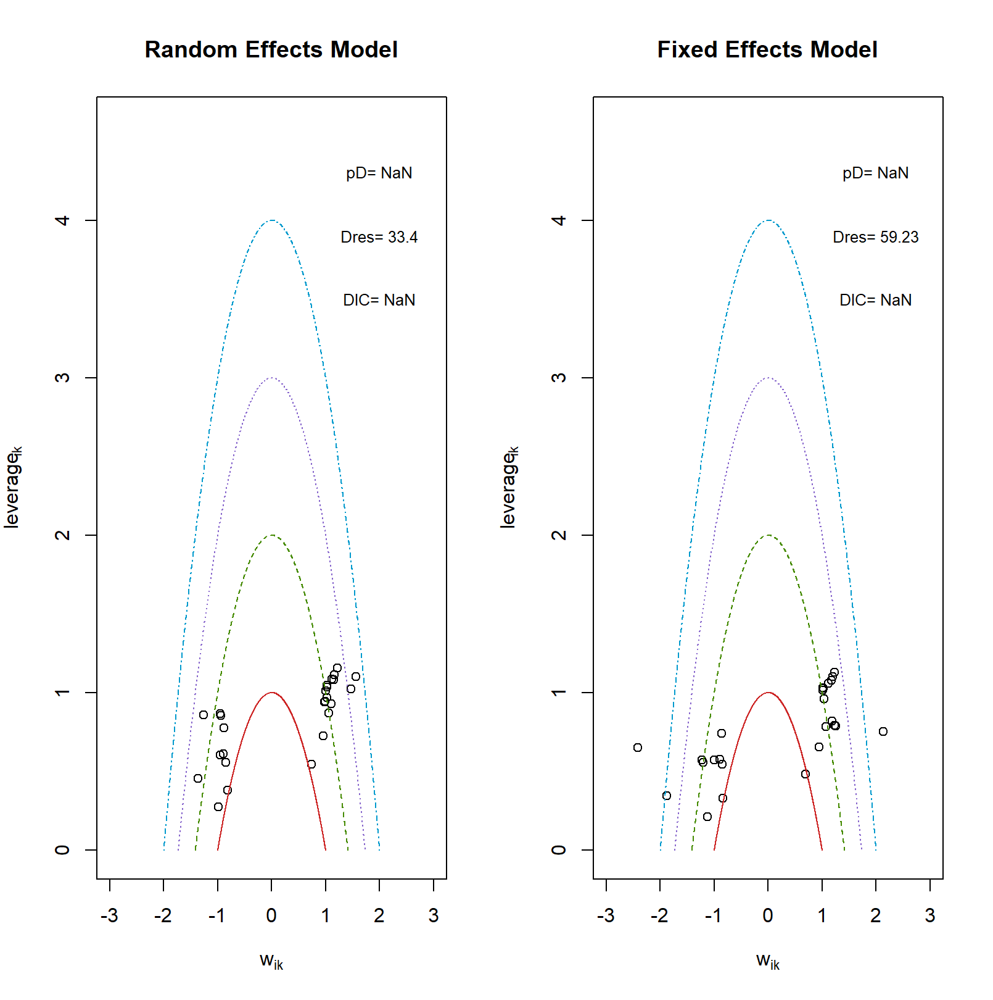 Random Effects Model
pD= NaN
Dres= 33.4
DIC= NaN
4
3
2
1
0
leverage_ik
-3 -2 -1 0 1 2 3
w_ik
Fixed Effects Model
pD= NaN
Dres= 59.23
DIC= NaN
4
3
2
1
0
leverage_ik
-3 -2 -1 0 1 2 3
w_ik